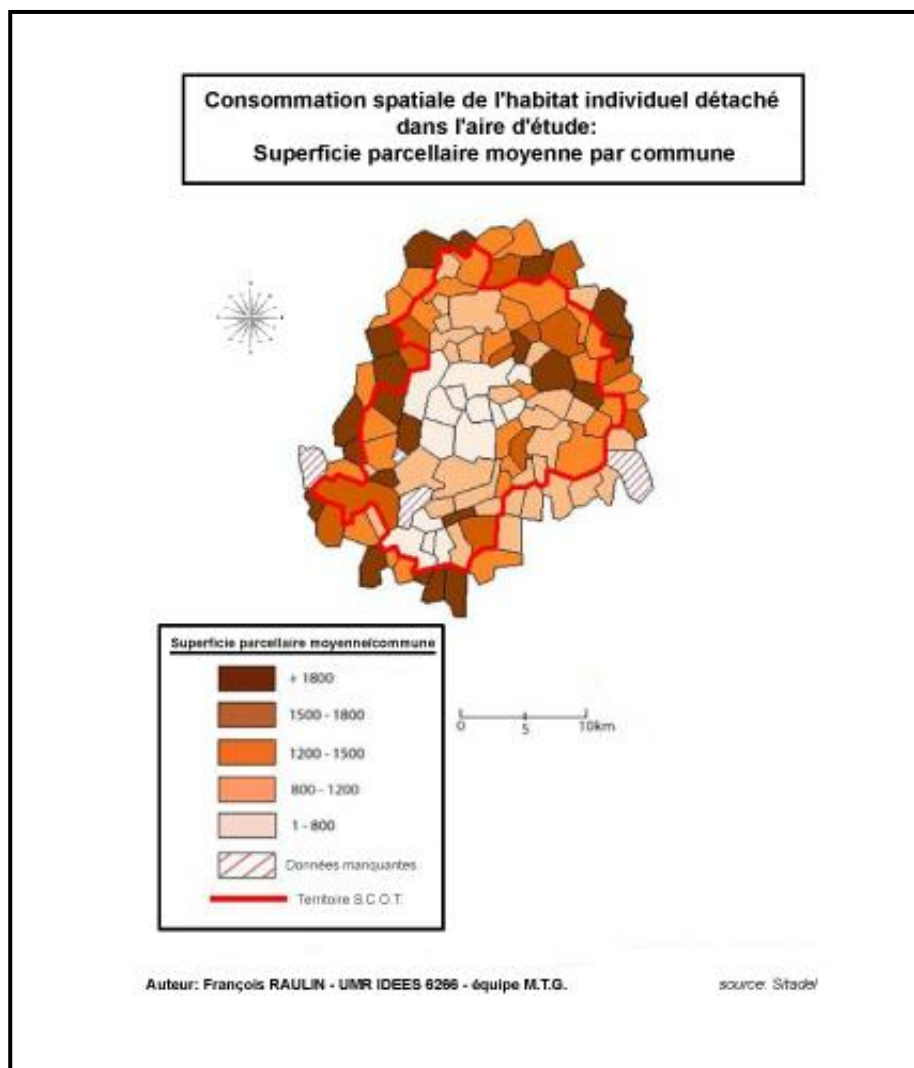 Consommation spatiale de l'habitat individuel détaché
dans l'aire d'étude:
Superficie parcellaire moyenne par commune
Superficie parcellaire moyenne/commune
+ 1800
1500 - 1800
1200 - 1500
800 - 1200
1 - 800
Données manquantes
Territoire S.C.O.T.
0 5 10km
Auteur: François RAULIN - UMR IDEES 6266 - équipe M.T.G.
source: Sitadel